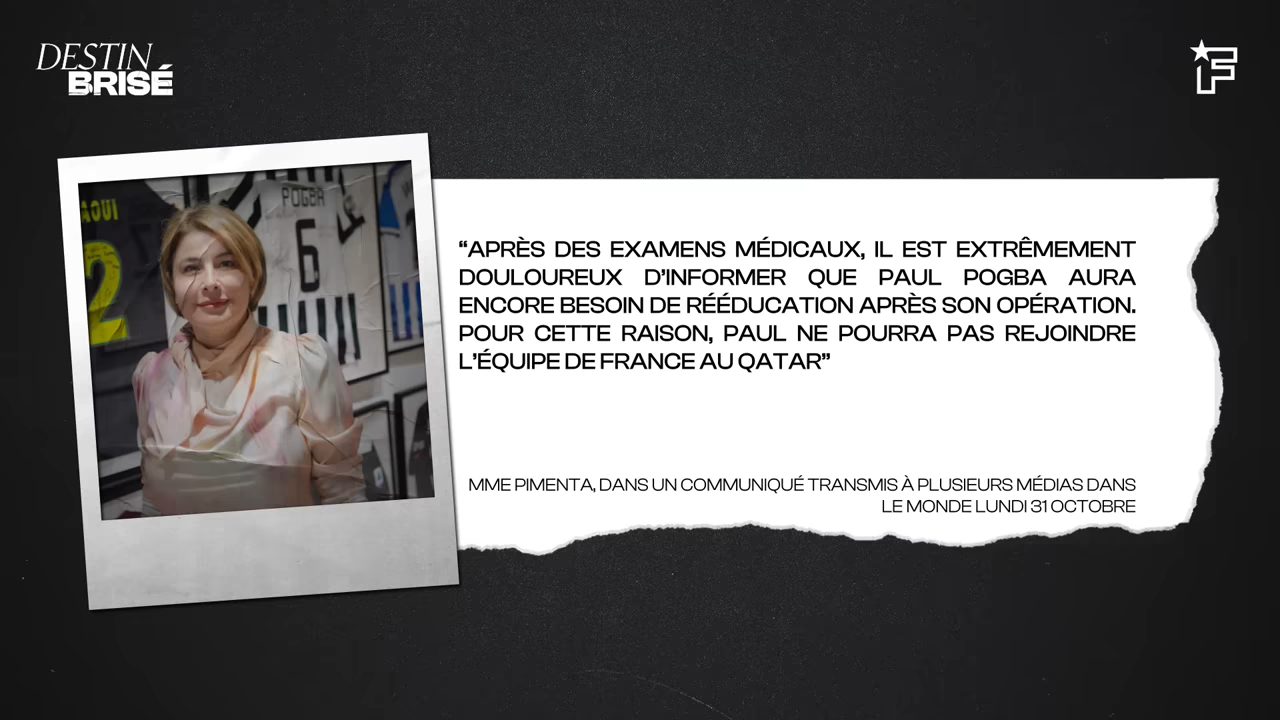 DESTIN
BRISÉ
F
AOUI
2
POGBA
6
“APRÈS DES EXAMENS MÉDICAUX, IL EST EXTRÊMEMENT
DOULOUREUX D’INFORMER QUE PAUL POGBA AURA
ENCORE BESOIN DE RÉÉDUCATION APRÈS SON OPÉRATION.
POUR CETTE RAISON, PAUL NE POURRA PAS REJOINDRE
L’ÉQUIPE DE FRANCE AU QATAR”
MME PIMENTA, DANS UN COMMUNIQUÉ TRANSMIS À PLUSIEURS MÉDIAS DANS
LE MONDE LUNDI 31 OCTOBRE